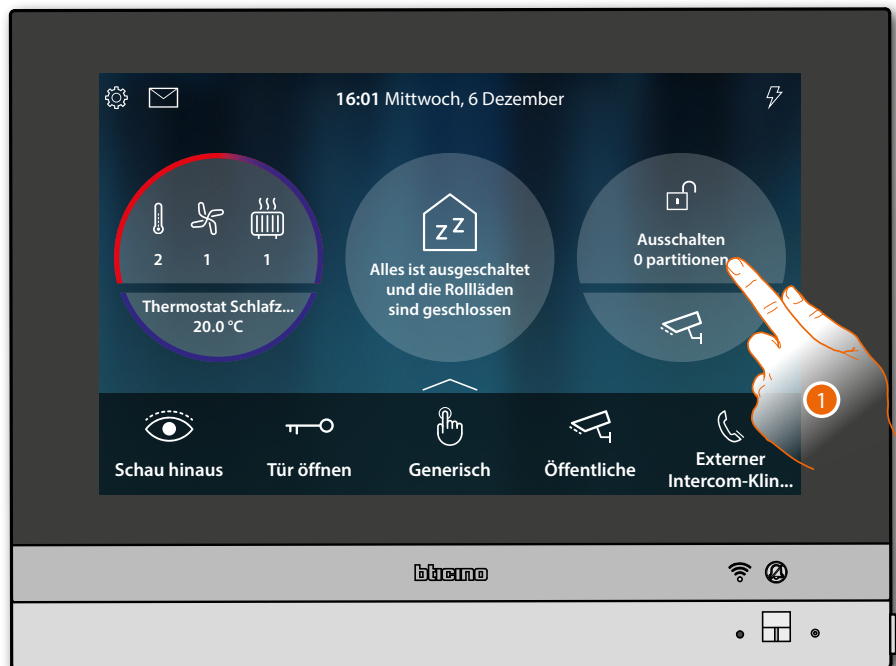 16:01 Mittwoch, 6 Dezember
2 1 1
Thermostat Schlafz...
20.0 °C
zZ
Alles ist ausgeschaltet
und die Rollläden
sind geschlossen
Ausschalten
0 partitionen
1
Schau hinaus
Tür öffnen
Generisch
Öffentliche
Externer
Intercom-Klin...
bticino